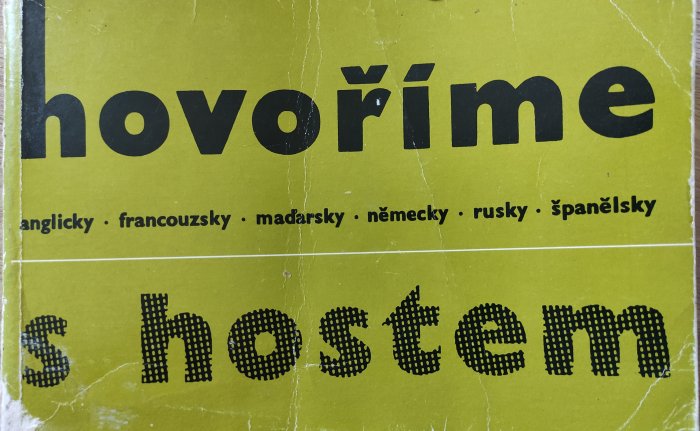 hovoříme
anglicky · francouzsky · maďarsky · německy · rusky · španělsky
s hostem